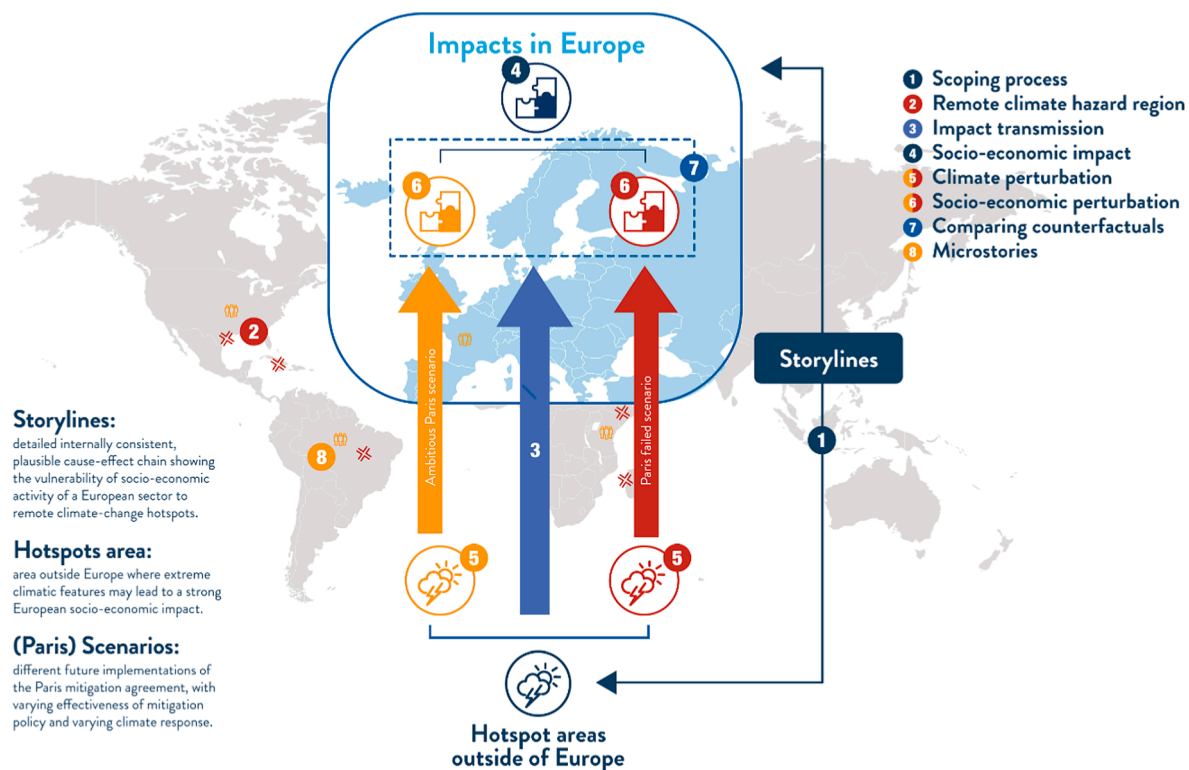 Impacts in Europe
4
6
6
7
1 Scoping process
2 Remote climate hazard region
3 Impact transmission
4 Socio-economic impact
5 Climate perturbation
6 Socio-economic perturbation
7 Comparing counterfactuals
8 Microstories
2
8
Ambitious Paris scenario
3
Paris failed scenario
Storylines
1
5
5
Storylines:
detailed internally consistent,
plausible cause-effect chain showing
the vulnerability of socio-economic
activity of a European sector to
remote climate-change hotspots.
Hotspots area:
area outside Europe where extreme
climatic features may lead to a strong
European socio-economic impact.
(Paris) Scenarios:
different future implementations of
the Paris mitigation agreement, with
varying effectiveness of mitigation
policy and varying climate response.
Hotspot areas
outside of Europe